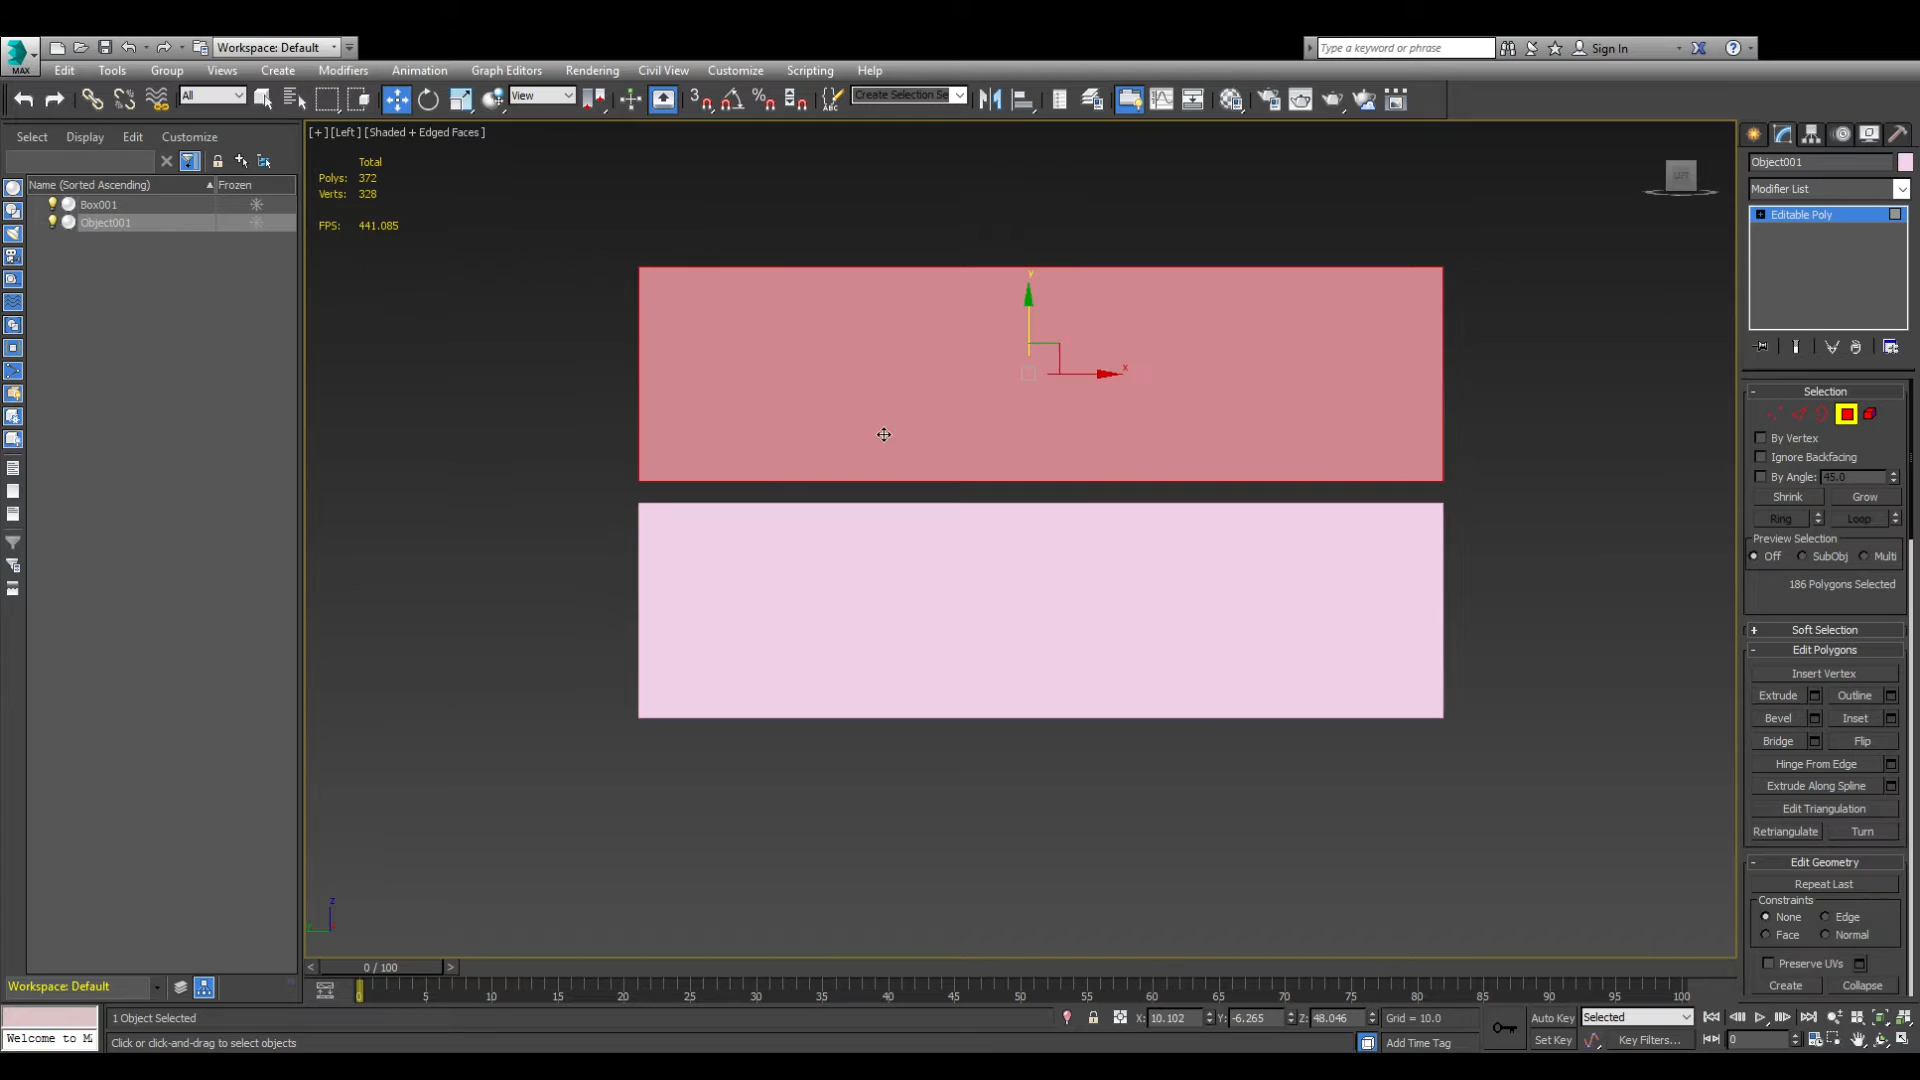 Workspace: Default
Type a keyword or phrase
Sign In
MAX
Edit Tools Group Views Create Modifiers Animation Graph Editors Rendering Civil View Customize Scripting Help
All
View
Create Selection Se
Select Display Edit Customize
[+] [Left] [Shaded + Edged Faces]
Name (Sorted Ascending) Frozen
Box001
Object001
Total
Polys: 372
Verts: 328
FPS: 441.085
LEFT
y
x
z
Object001
Modifier List
Editable Poly
Selection
By Vertex
Ignore Backfacing
By Angle: 45.0
Shrink Grow
Ring Loop
Preview Selection
Off SubObj Multi
186 Polygons Selected
Soft Selection
Edit Polygons
Insert Vertex
Extrude Outline
Bevel Inset
Bridge Flip
Hinge From Edge
Extrude Along Spline
Edit Triangulation
Retriangulate Turn
Edit Geometry
Repeat Last
Constraints
None Edge
Face Normal
Preserve UVs
Create Collapse
0 / 100
Workspace: Default
0 5 10 15 20 25 30 35 40 45 50 55 60 65 70 75 80 85 90 95 100
1 Object Selected
X: 10.102 Y: -6.265 Z: 48.046 Grid = 10.0
Auto Key Selected
Welcome to M
Click or click-and-drag to select objects
Add Time Tag
Set Key Key Filters... 0